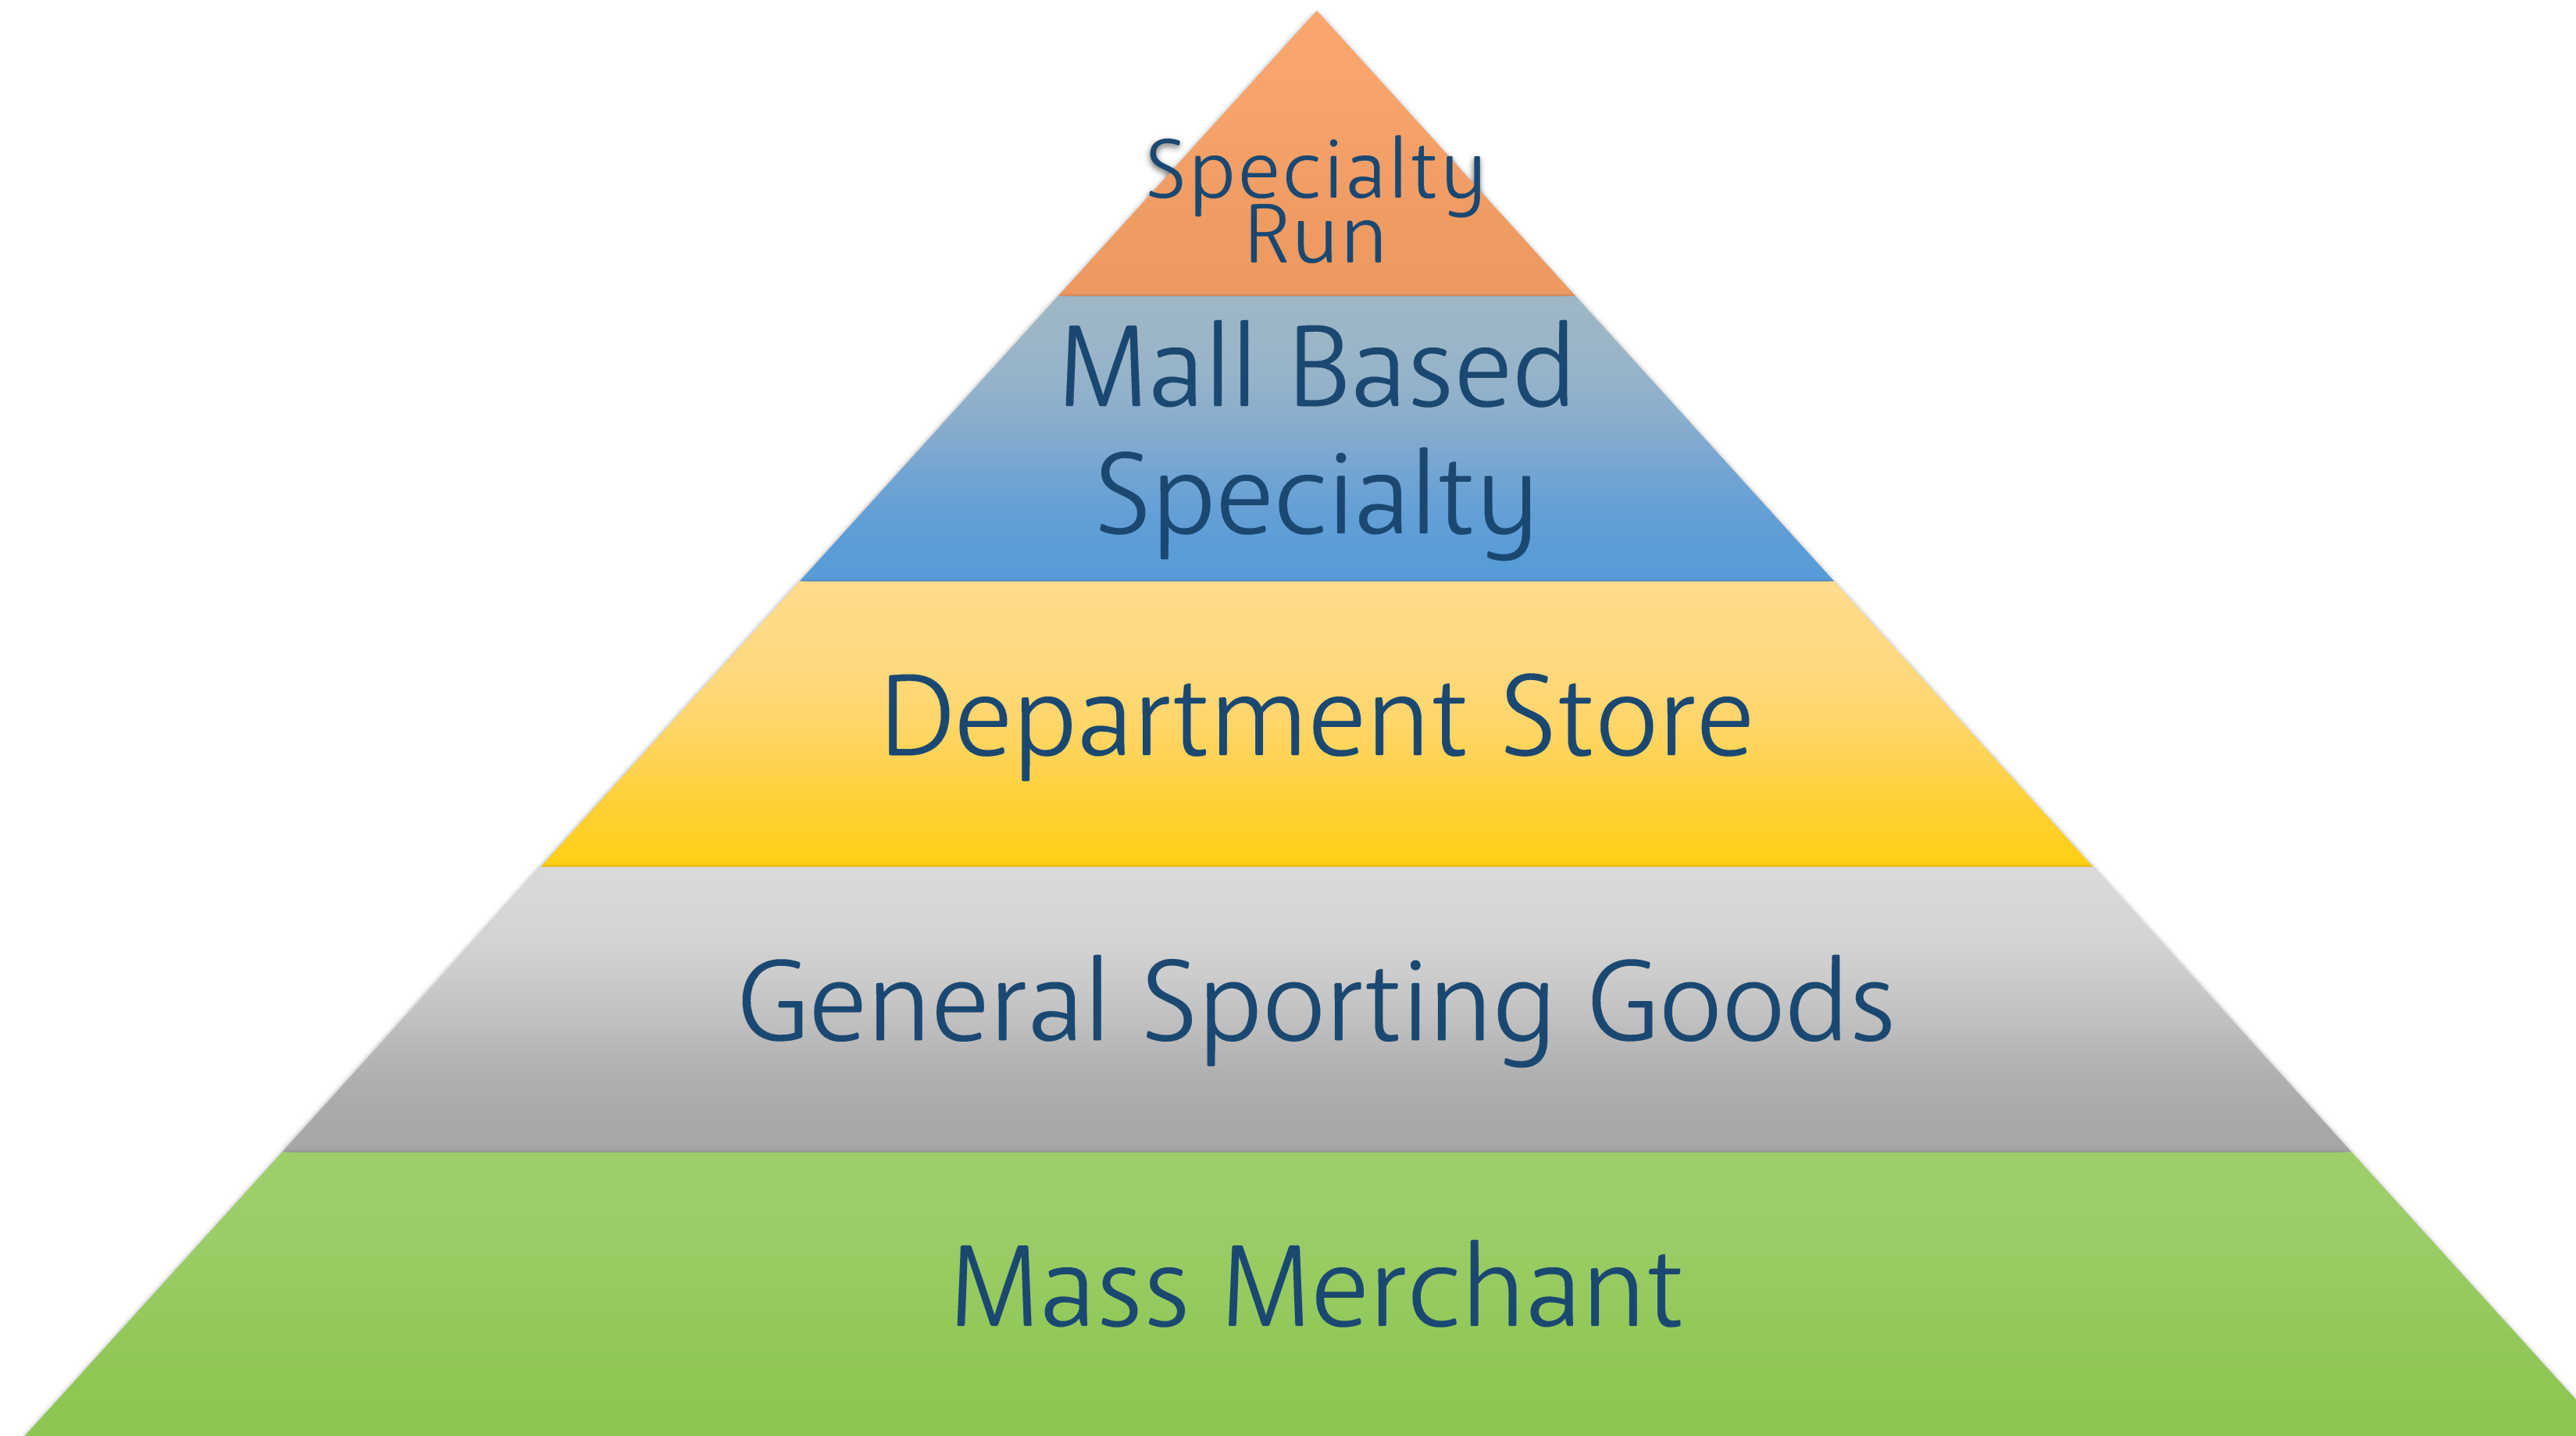 Specialty
Run
Mall Based
Specialty
Department Store
General Sporting Goods
Mass Merchant